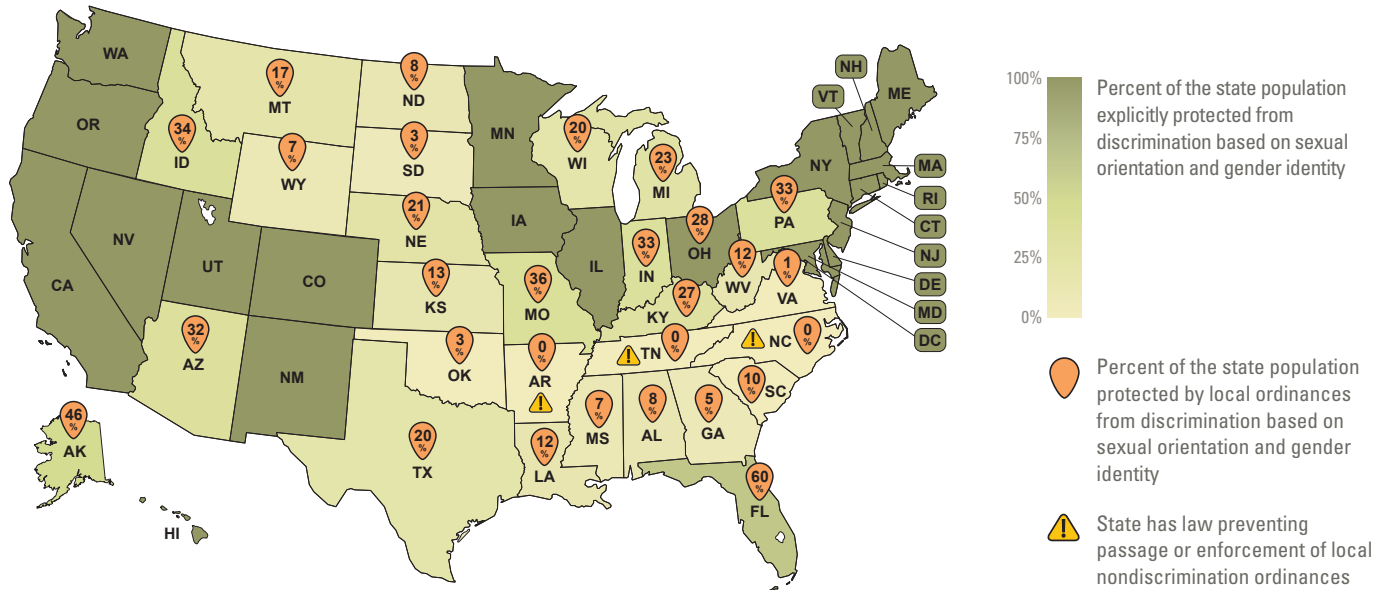 WA
OR
CA
NV
34
%
ID
17
%
MT
7
%
WY
UT
CO
32
%
AZ
NM
46
%
AK
HI
8
%
ND
3
%
SD
21
%
NE
13
%
KS
3
%
OK
20
%
TX
MN
IA
36
%
MO
0
%
AR
12
%
LA
20
%
WI
IL
23
%
MI
33
%
IN
28
%
OH
27
%
KY
0
%
TN
7
%
MS
8
%
AL
5
%
GA
60
%
FL
10
%
SC
0
%
NC
1
%
VA
12
%
WV
33
%
PA
NY
VT
NH
ME
MA
RI
CT
NJ
DE
MD
DC
100%
75%
50%
25%
0%
Percent of the state population
explicitly protected from
discrimination based on sexual
orientation and gender identity
Percent of the state population
protected by local ordinances
from discrimination based on
sexual orientation and gender
identity
State has law preventing
passage or enforcement of local
nondiscrimination ordinances